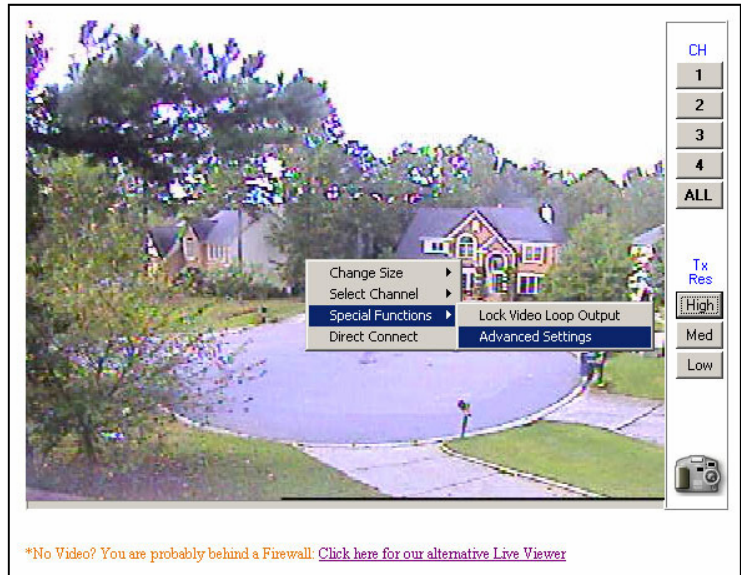 CH
1
2
3
4
ALL
Tx
Res
High
Med
Low
Change Size
Select Channel
Special Functions
Direct Connect
Lock Video Loop Output
Advanced Settings
*No Video? You are probably behind a Firewall: Click here for our alternative Live Viewer